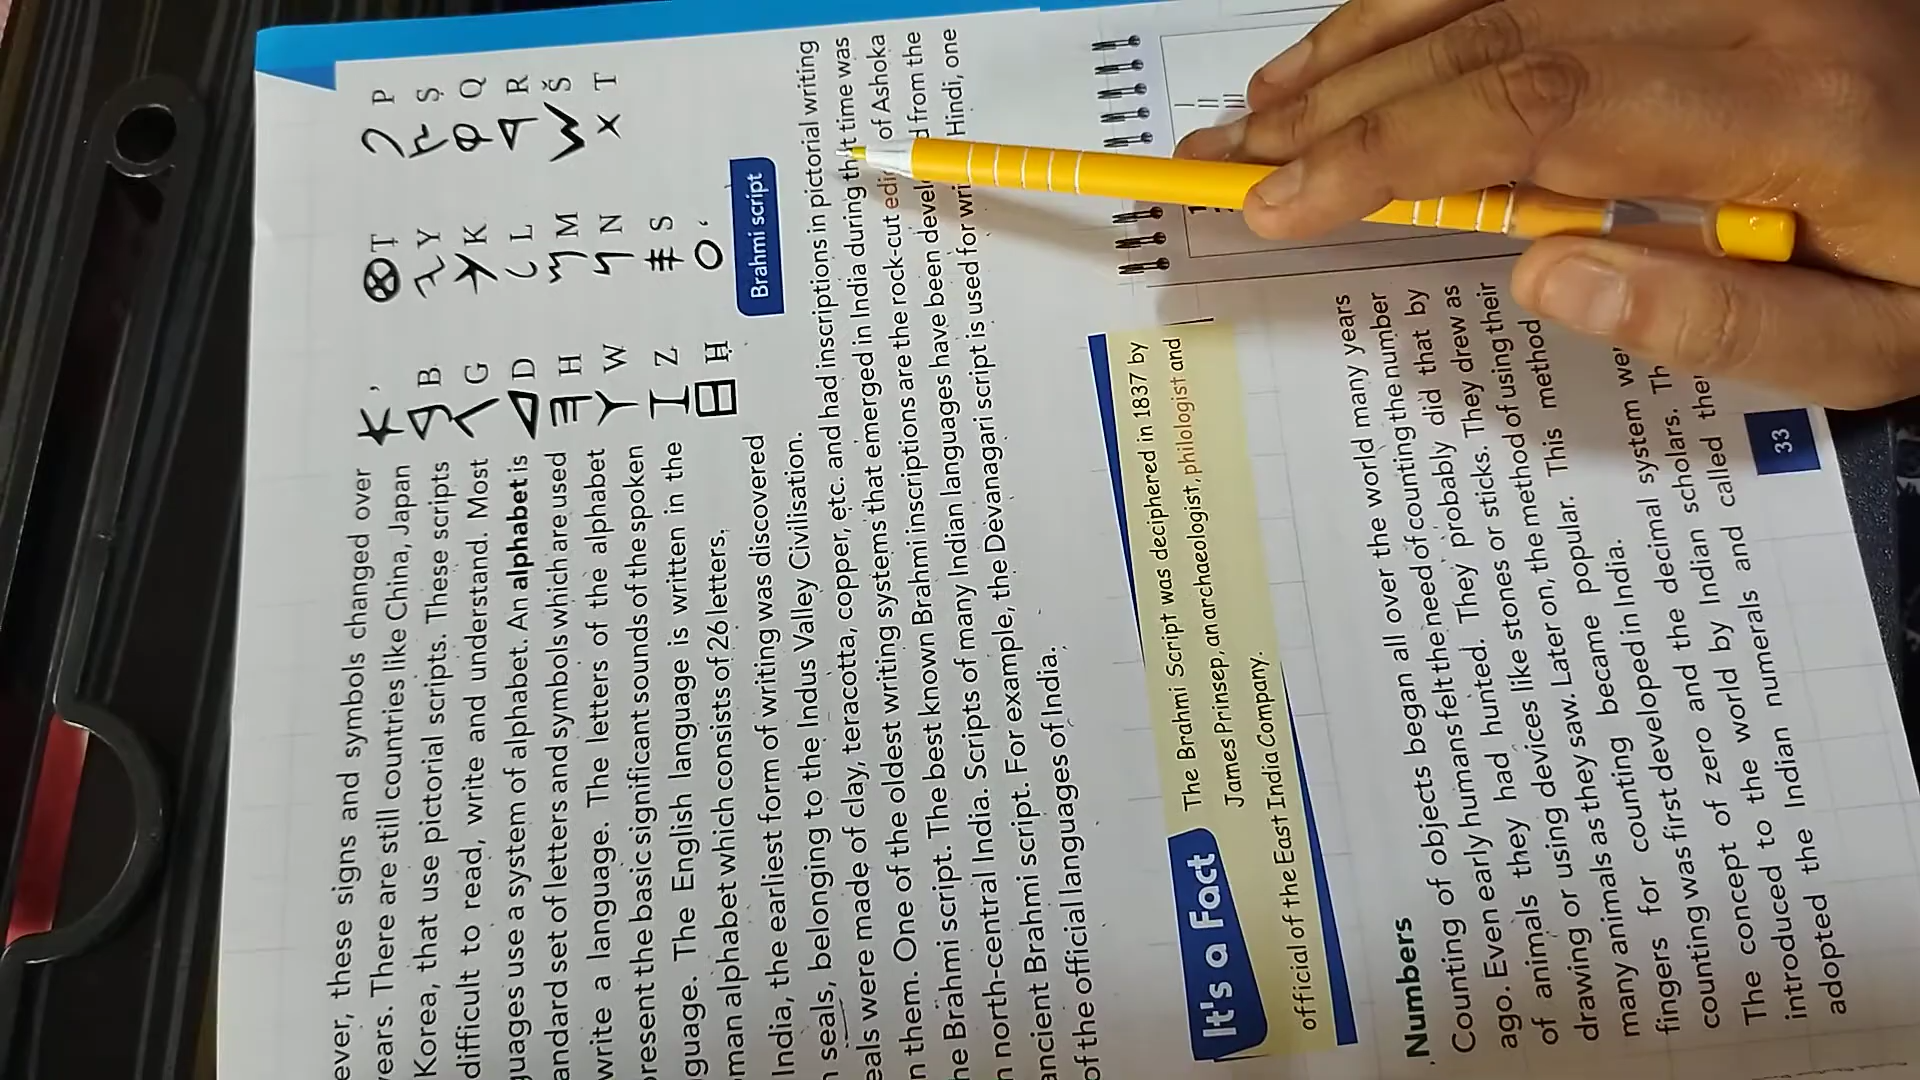 ever, these signs and symbols changed over
years. There are still countries like China, Japan
Korea, that use pictorial scripts. These scripts
difficult to read, write and understand. Most
guages use a system of alphabet. An alphabet is
andard set of letters and symbols which are used
write a language. The letters of the alphabet
present the basic significant sounds of the spoken
guage. The English language is written in the
oman alphabet which consists of 26 letters.
B
G
D
H
W
Z
Ḥ
T
Y
K
L
M
N
S
P
Ṣ
Q
R
Š
T
Brahmi script
India, the earliest form of writing was discovered
n seals, belonging to the Indus Valley Civilisation.
eals were made of clay, teracotta, copper, etc. and had inscriptions in pictorial writing
n them. One of the oldest writing systems that emerged in India during that time was
he Brahmi script. The best known Brahmi inscriptions are the rock-cut edi of Ashoka
n north-central India. Scripts of many Indian languages have been devel d from the
ancient Brahmi script. For example, the Devanagari script is used for wri Hindi, one
of the official languages of India.
It's a Fact
The Brahmi Script was deciphered in 1837 by
James Prinsep, an archaeologist, philologist and
official of the East India Company.
Numbers
Counting of objects began all over the world many years
ago. Even early humans felt the need of counting the number
of animals they had hunted. They probably did that by
drawing or using devices like stones or sticks. They drew as
many animals as they saw. Later on, the method of using their
fingers for counting became popular. This method
counting was first developed in India.
The concept of zero and the decimal system we
introduced to the world by Indian scholars. Th
adopted the Indian numerals and called the
33